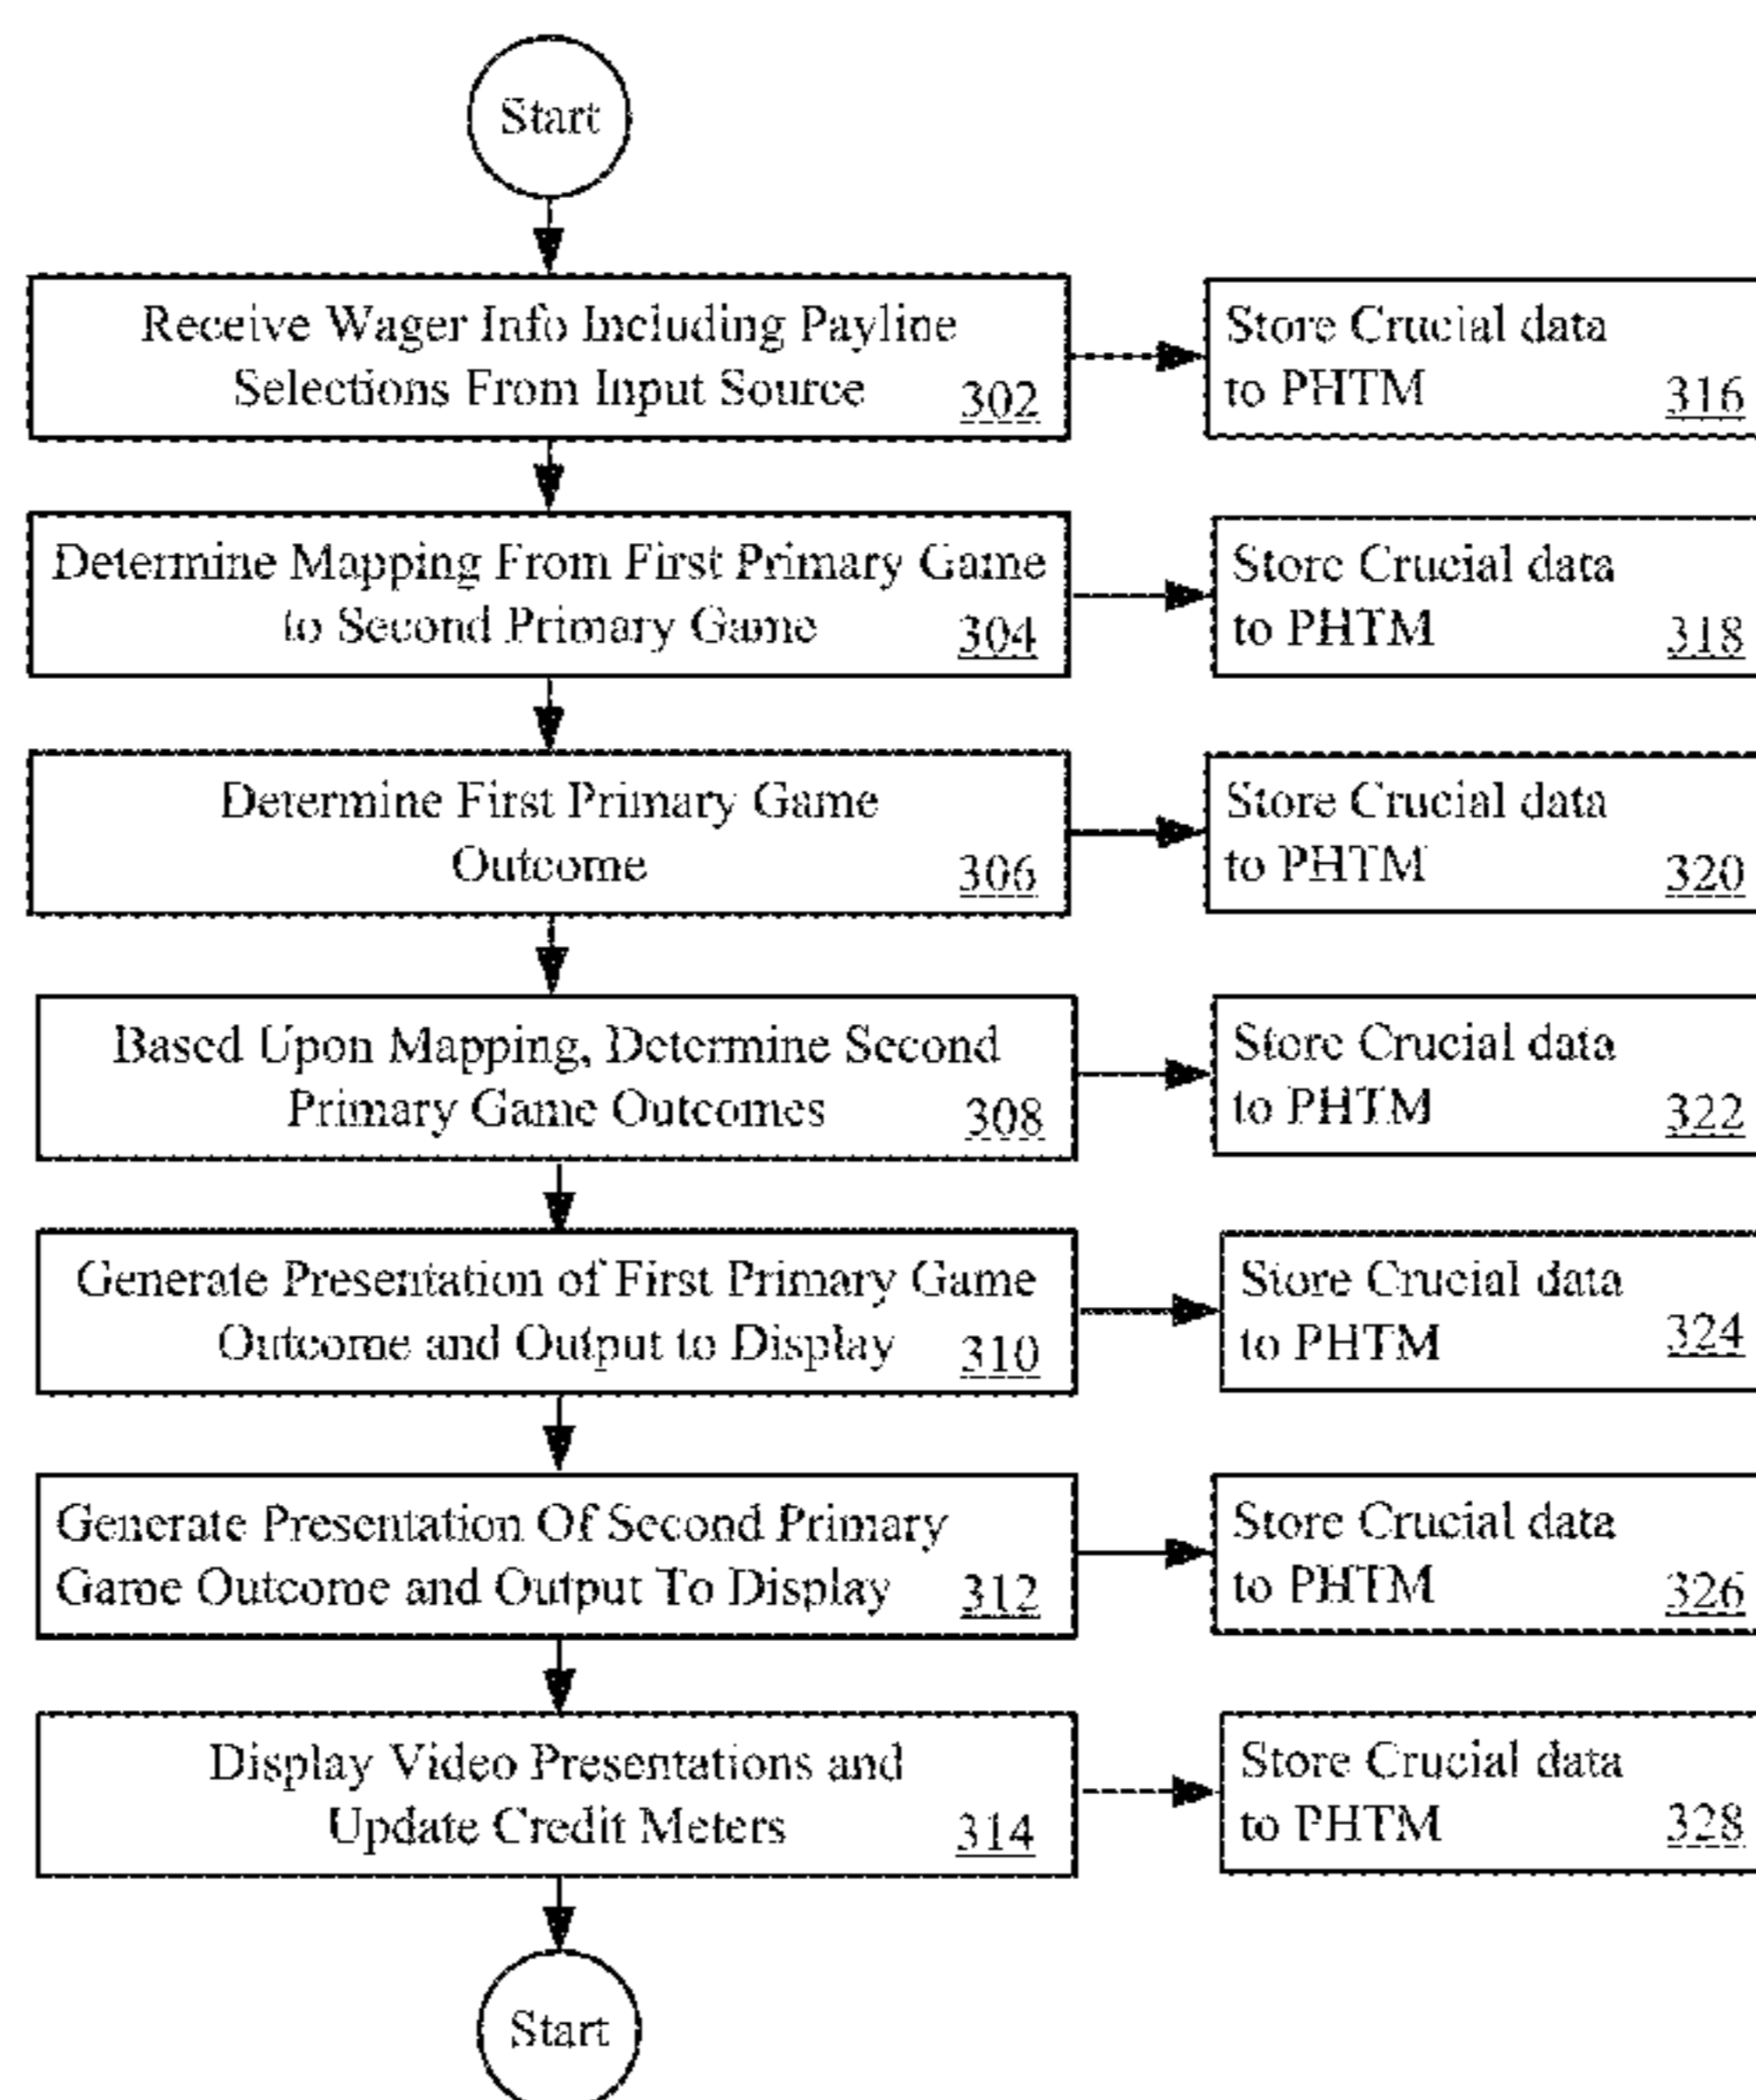 Start
Receive Wager Info Including Payline
Selections From Input Source
302
Store Crucial data
to PHTM
316
Determine Mapping From First Primary Game
to Second Primary Game
304
Store Crucial data
to PHTM
318
Determine First Primary Game
Outcome
306
Store Crucial data
to PHTM
320
Based Upon Mapping, Determine Second
Primary Game Outcomes
308
Store Crucial data
to PHTM
322
Generate Presentation of First Primary Game
Outcome and Output to Display
310
Store Crucial data
to PHTM
324
Generate Presentation Of Second Primary
Game Outcome and Output To Display
312
Store Crucial data
to PHTM
326
Display Video Presentations and
Update Credit Meters
314
Store Crucial data
to PHTM
328
Start